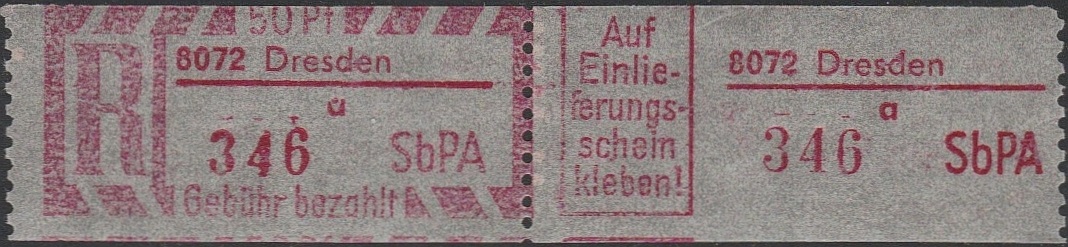 50 Pf
R
8072 Dresden
a
346 SbPA
Gebühr bezahlt
Auf
Einlie-
ferungs-
schein
kleben!
8072 Dresden
a
346 SbPA